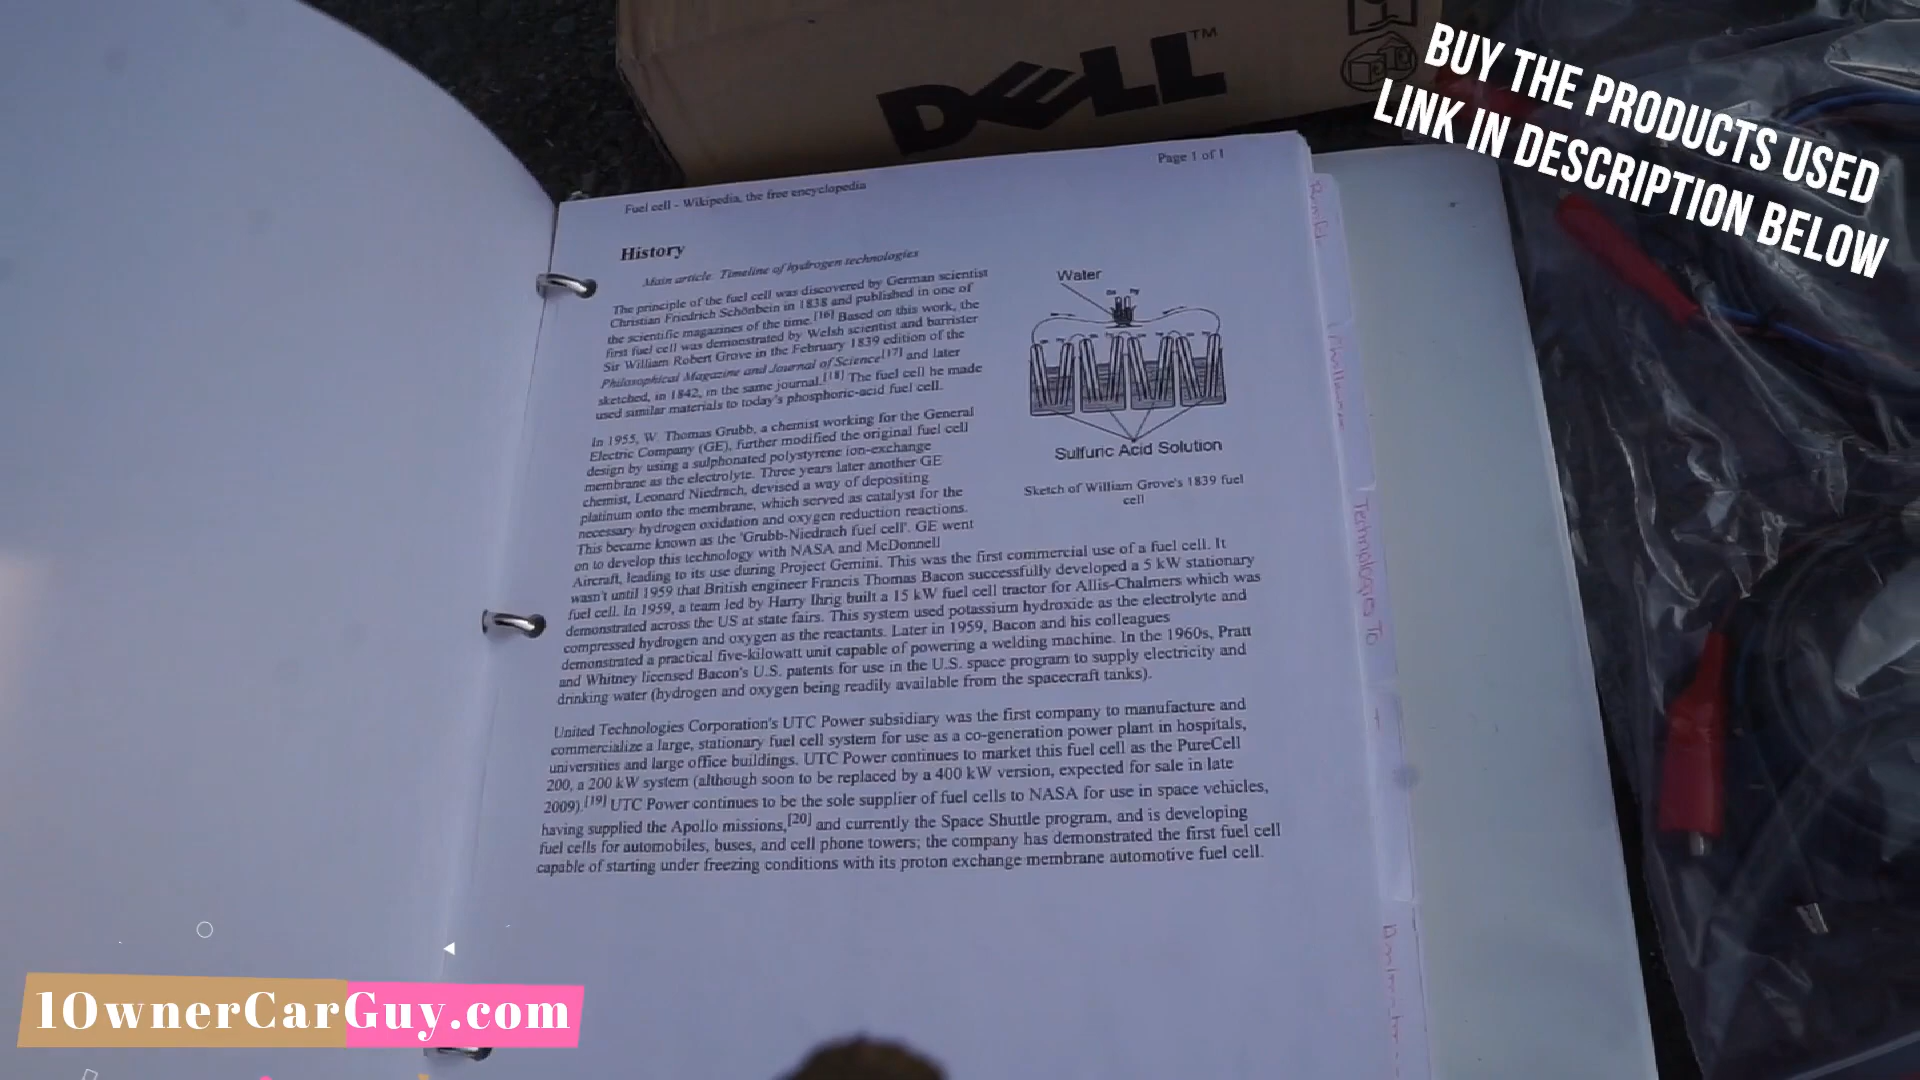 DELL™
BUY THE PRODUCTS USED
LINK IN DESCRIPTION BELOW
Page 1 of 1
Fuel cell - Wikipedia, the free encyclopedia
History
Main article: Timeline of hydrogen technologies
The principle of the fuel cell was discovered by German scientist
Christian Friedrich Schönbein in 1838 and published in one of
the scientific magazines of the time.[16] Based on this work, the
first fuel cell was demonstrated by Welsh scientist and barrister
Sir William Robert Grove in the February 1839 edition of the
Philosophical Magazine and Journal of Science[17] and later
sketched, in 1842, in the same journal.[18] The fuel cell he made
used similar materials to today's phosphoric-acid fuel cell.
Water
Sulfuric Acid Solution
Sketch of William Grove's 1839 fuel
cell
In 1955, W. Thomas Grubb, a chemist working for the General
Electric Company (GE), further modified the original fuel cell
design by using a sulphonated polystyrene ion-exchange
membrane as the electrolyte. Three years later another GE
chemist, Leonard Niedrach, devised a way of depositing
platinum onto the membrane, which served as catalyst for the
necessary hydrogen oxidation and oxygen reduction reactions.
This became known as the 'Grubb-Niedrach fuel cell'. GE went
on to develop this technology with NASA and McDonnell
Aircraft, leading to its use during Project Gemini. This was the first commercial use of a fuel cell. It
wasn't until 1959 that British engineer Francis Thomas Bacon successfully developed a 5 kW stationary
fuel cell. In 1959, a team led by Harry Ihrig built a 15 kW fuel cell tractor for Allis-Chalmers which was
demonstrated across the US at state fairs. This system used potassium hydroxide as the electrolyte and
compressed hydrogen and oxygen as the reactants. Later in 1959, Bacon and his colleagues
demonstrated a practical five-kilowatt unit capable of powering a welding machine. In the 1960s, Pratt
and Whitney licensed Bacon's U.S. patents for use in the U.S. space program to supply electricity and
drinking water (hydrogen and oxygen being readily available from the spacecraft tanks).
United Technologies Corporation's UTC Power subsidiary was the first company to manufacture and
commercialize a large, stationary fuel cell system for use as a co-generation power plant in hospitals,
universities and large office buildings. UTC Power continues to market this fuel cell as the PureCell
200, a 200 kW system (although soon to be replaced by a 400 kW version, expected for sale in late
2009).[19] UTC Power continues to be the sole supplier of fuel cells to NASA for use in space vehicles,
having supplied the Apollo missions,[20] and currently the Space Shuttle program, and is developing
fuel cells for automobiles, buses, and cell phone towers; the company has demonstrated the first fuel cell
capable of starting under freezing conditions with its proton exchange membrane automotive fuel cell.
1OwnerCarGuy.com